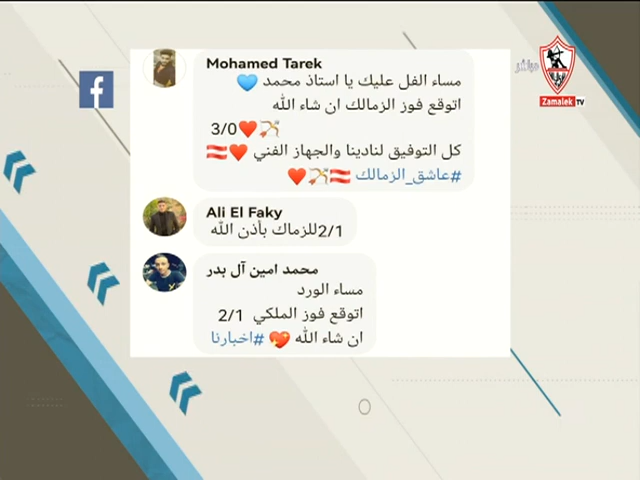 مباشر
Zamalek TV
Mohamed Tarek
مساء الفل عليك يا استاذ محمد 💙
اتوقع فوز الزمالك ان شاء الله
3/0❤️🏹
كل التوفيق لنادينا والجهاز الفني ❤️🇦🇹
#عاشق_الزمالك 🇦🇹🏹❤️
Ali El Faky
2/1للزماك بأذن الله
محمد امين آل بدر
مساء الورد
اتوقع فوز الملكي 2/1
ان شاء الله 💖 #اخبارنا